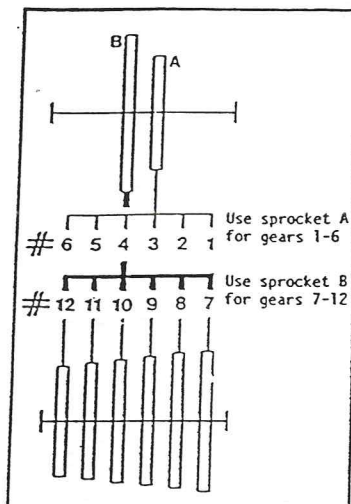 B
A
# 6 5 4 3 2 1
Use sprocket A
for gears 1-6
# 12 11 10 9 8 7
Use sprocket B
for gears 7-12